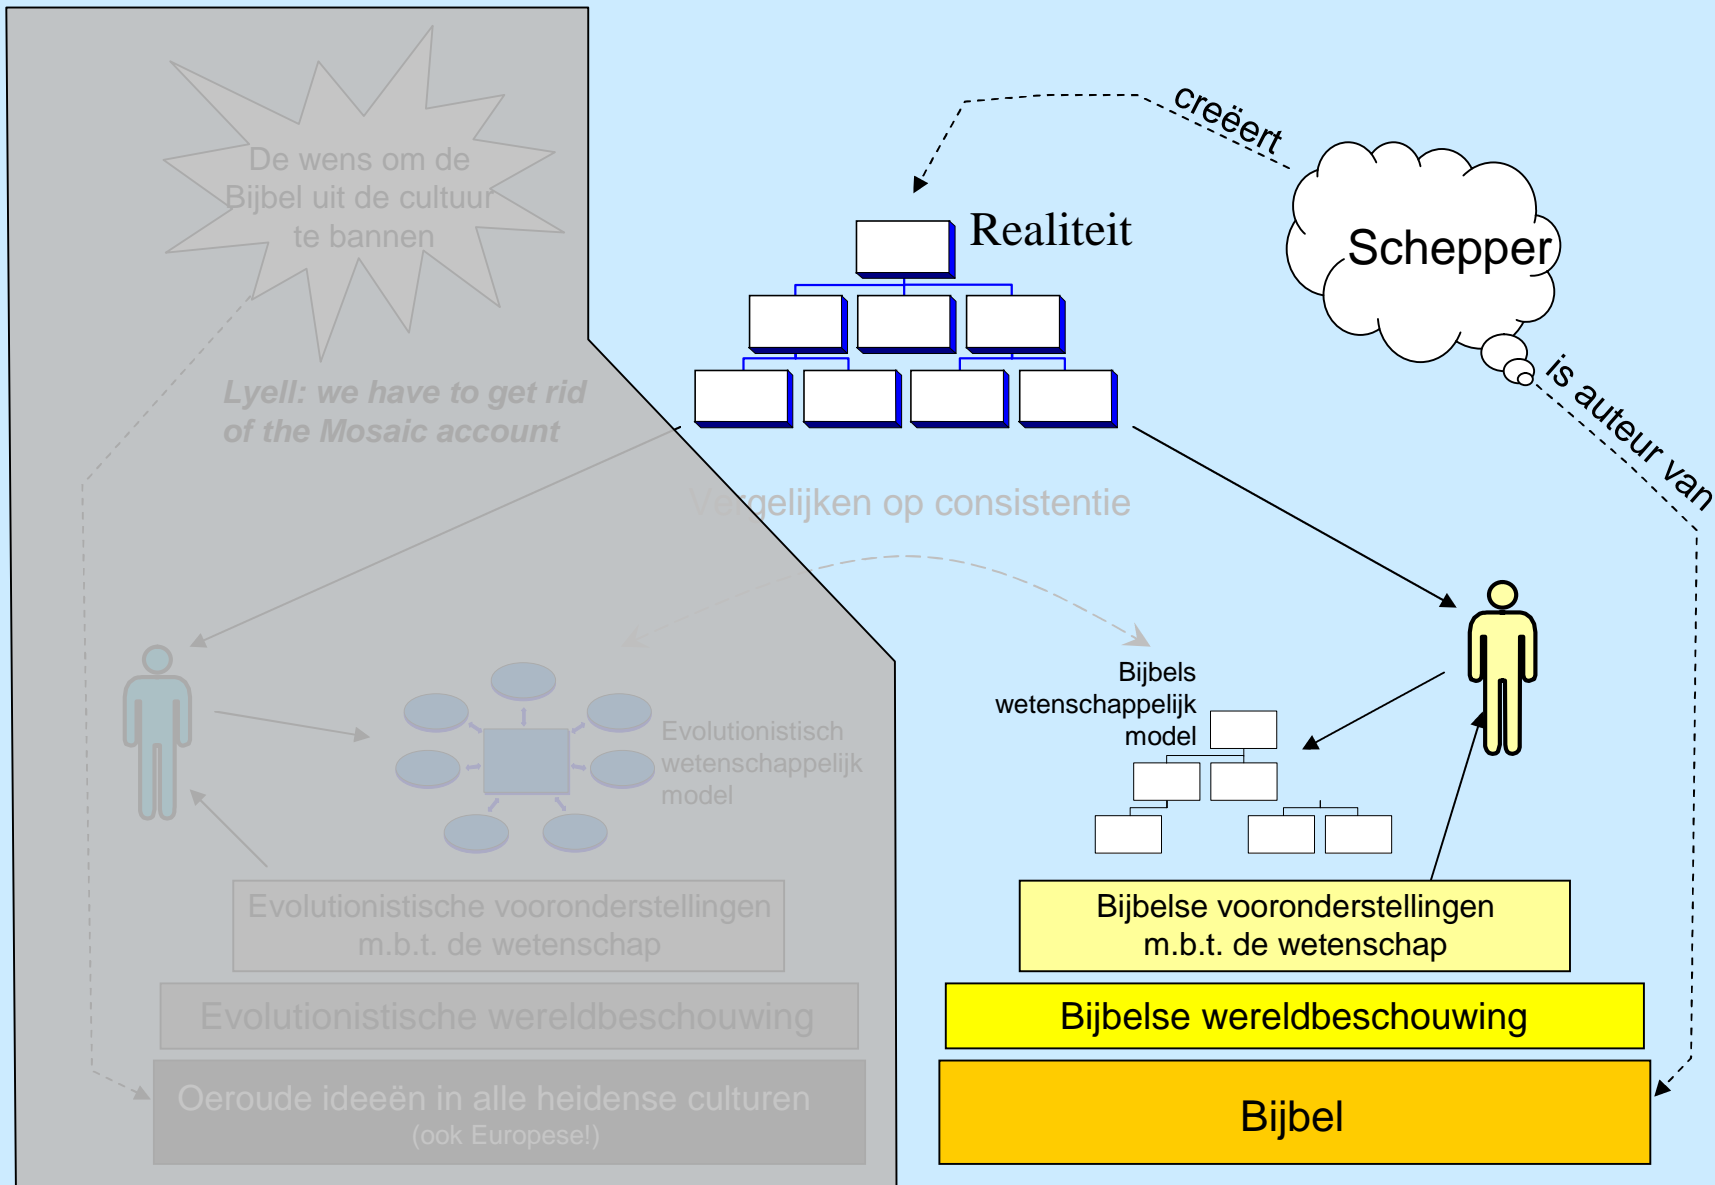 De wens om de
Bijbel uit de cultuur
te bannen
Lyell: we have to get rid
of the Mosaic account
creëert
Realiteit
Schepper
is auteur van
Vergelijken op consistentie
Evolutionistisch
wetenschappelijk
model
Bijbels
wetenschappelijk
model
Evolutionistische vooronderstellingen
m.b.t. de wetenschap
Evolutionistische wereldbeschouwing
Oeroude ideeën in alle heidense culturen
(ook Europese!)
Bijbelse vooronderstellingen
m.b.t. de wetenschap
Bijbelse wereldbeschouwing
Bijbel